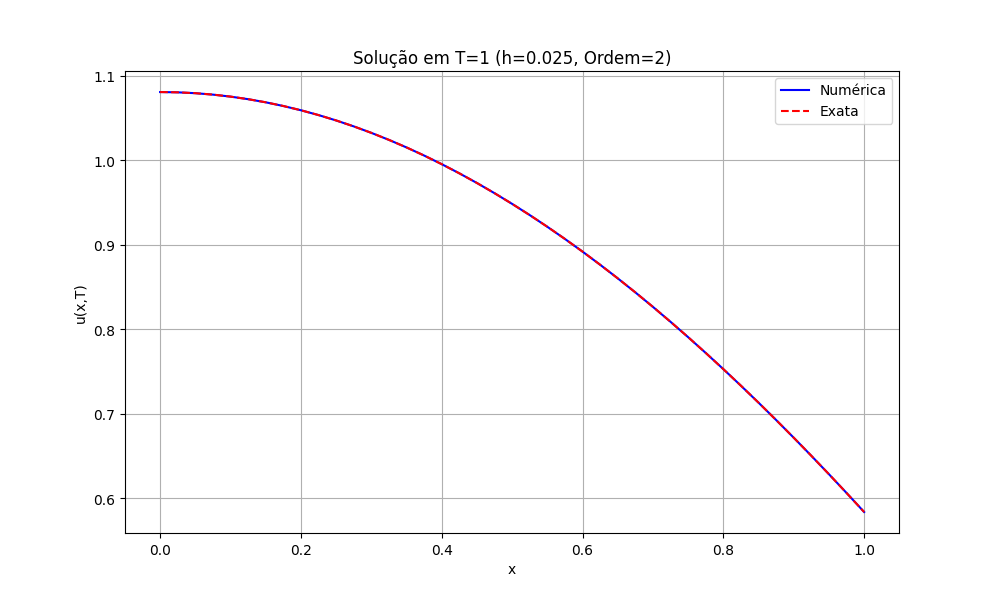 Solução em T=1 (h=0.025, Ordem=2)
Numérica
Exata
u(x,T)
1.1
1.0
0.9
0.8
0.7
0.6
0.0 0.2 0.4 0.6 0.8 1.0
x